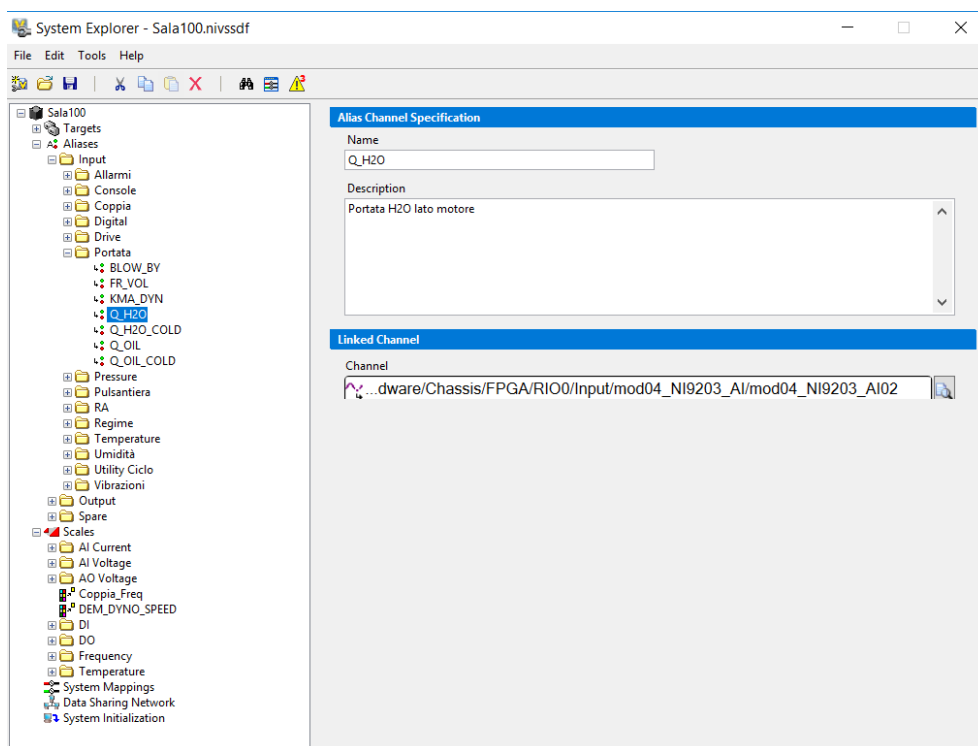 System Explorer - Sala100.nivssdf
File Edit Tools Help
Sala100
Targets
Aliases
Input
Allarmi
Console
Coppia
Digital
Drive
Portata
BLOW_BY
FR_VOL
KMA_DYN
Q_H2O
Q_H2O_COLD
Q_OIL
Q_OIL_COLD
Pressure
Pulsantiera
RA
Regime
Temperature
Umidità
Utility Ciclo
Vibrazioni
Output
Spare
Scales
AI Current
AI Voltage
AO Voltage
Coppia_Freq
DEM_DYNO_SPEED
DI
DO
Frequency
Temperature
System Mappings
Data Sharing Network
System Initialization
Alias Channel Specification
Name
Q_H2O
Description
Portata H2O lato motore
Linked Channel
Channel
...dware/Chassis/FPGA/RIO0/Input/mod04_NI9203_AI/mod04_NI9203_AI02